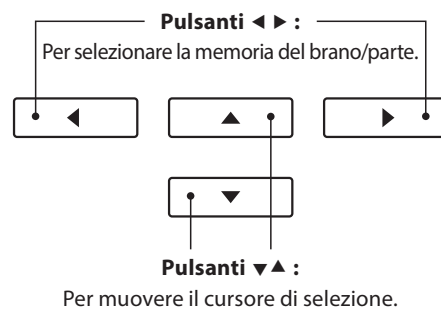 Pulsanti ◀ ▶ :
Per selezionare la memoria del brano/parte.
Pulsanti ▼▲ :
Per muovere il cursore di selezione.